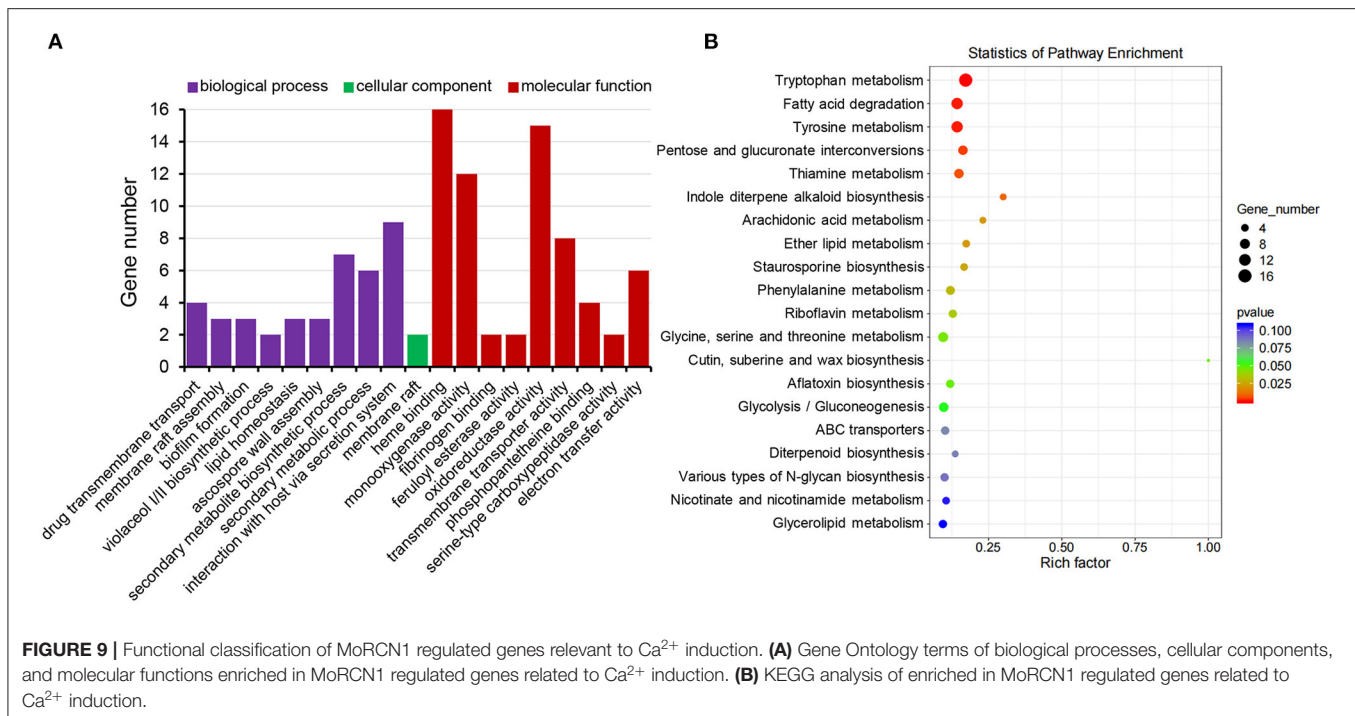 A
biological process cellular component molecular function
Gene number
16
14
12
10
8
6
4
2
0
drug transmembrane transport
membrane raft assembly
biofilm formation
violaceol I/II biosynthetic process
lipid homostasis
ascospore wall assembly
secondary metabolite biosynthetic process
secondary metabolic process
interaction with host via secretion system
membrane raft
heme binding
monooxygenase activity
fibrinogen binding
feruloyl esterase activity
oxidoreductase activity
transmembrane transporter activity
phosphopantetheine binding
serine-type carboxypeptidase activity
electron transfer activity
B
Statistics of Pathway Enrichment
Tryptophan metabolism
Fatty acid degradation
Tyrosine metabolism
Pentose and glucuronate interconversions
Thiamine metabolism
Indole diterpene alkaloid biosynthesis
Arachidonic acid metabolism
Ether lipid metabolism
Staurosporine biosynthesis
Phenylalanine metabolism
Riboflavin metabolism
Glycine, serine and threonine metabolism
Cutin, suberine and wax biosynthesis
Aflatoxin biosynthesis
Glycolysis / Gluconeogenesis
ABC transporters
Diterpenoid biosynthesis
Various types of N-glycan biosynthesis
Nicotinate and nicotinamide metabolism
Glycerolipid metabolism
0.25 0.50 0.75 1.00
Rich factor
Gene_number
4
8
12
16
pvalue
0.100
0.075
0.050
0.025
FIGURE 9 | Functional classification of MoRCN1 regulated genes relevant to Ca²⁺ induction. (A) Gene Ontology terms of biological processes, cellular components,
and molecular functions enriched in MoRCN1 regulated genes related to Ca²⁺ induction. (B) KEGG analysis of enriched in MoRCN1 regulated genes related to
Ca²⁺ induction.